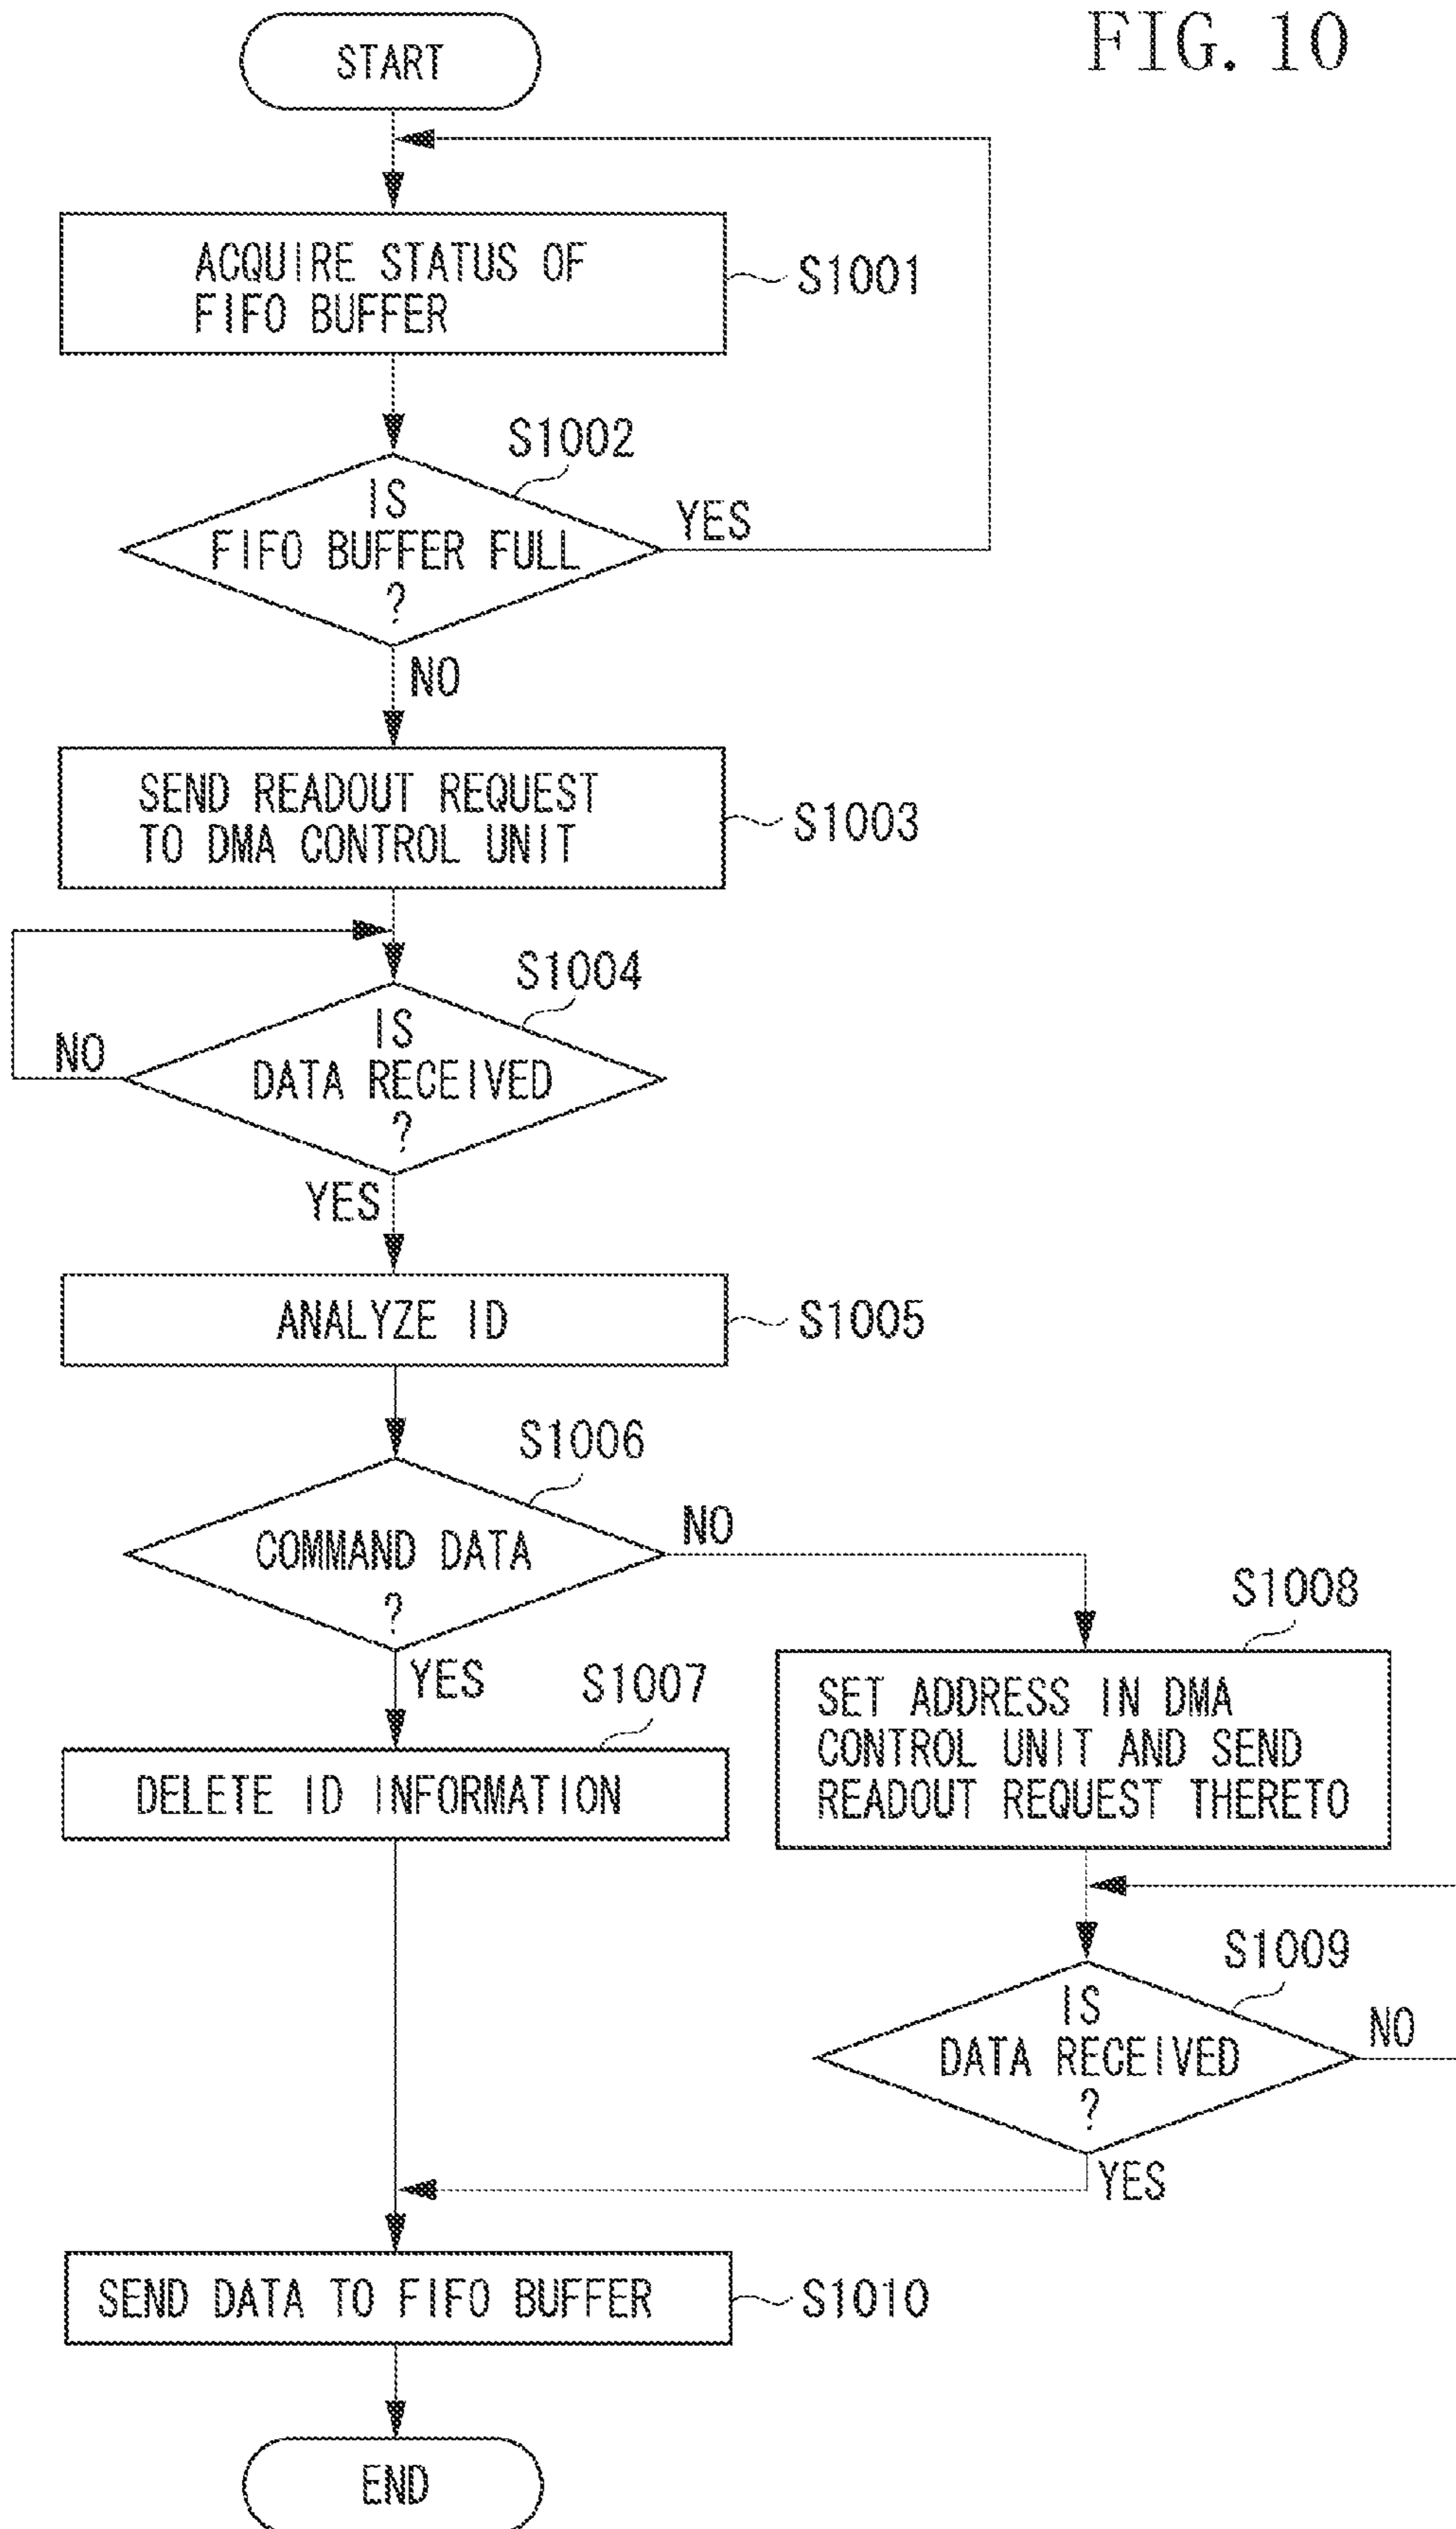 FIG. 10
START
ACQUIRE STATUS OF
FIFO BUFFER
S1001
S1002
IS
FIFO BUFFER FULL
?
YES
NO
SEND READOUT REQUEST
TO DMA CONTROL UNIT
S1003
S1004
IS
DATA RECEIVED
?
NO
YES
ANALYZE ID
S1005
S1006
COMMAND DATA
?
NO
YES
S1007
DELETE ID INFORMATION
S1008
SET ADDRESS IN DMA
CONTROL UNIT AND SEND
READOUT REQUEST THERETO
S1009
IS
DATA RECEIVED
?
NO
YES
SEND DATA TO FIFO BUFFER
S1010
END